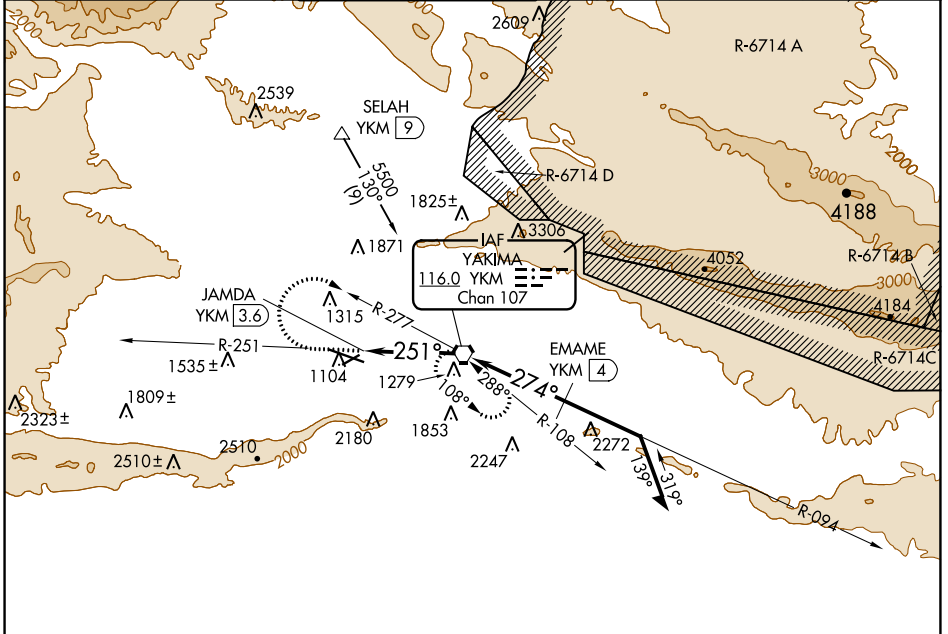 2000
2609
R-6714 A
2539
SELAH
YKM 9
2000
5500
130°
(9)
R-6714 D
3000
4188
1825±
3306
1871
IAF
YAKIMA
116.0 YKM
Chan 107
4052
R-6714 B
3000
4184
R-6714C
JAMDA
YKM 3.6
1315
R-277
R-251
251°
1535±
1104
1279
108°
288°
274°
EMAME
YKM 4
R-108
2323±
1809±
2180
1853
2247
2272
139°
319°
2510±
2510
2000
R-094